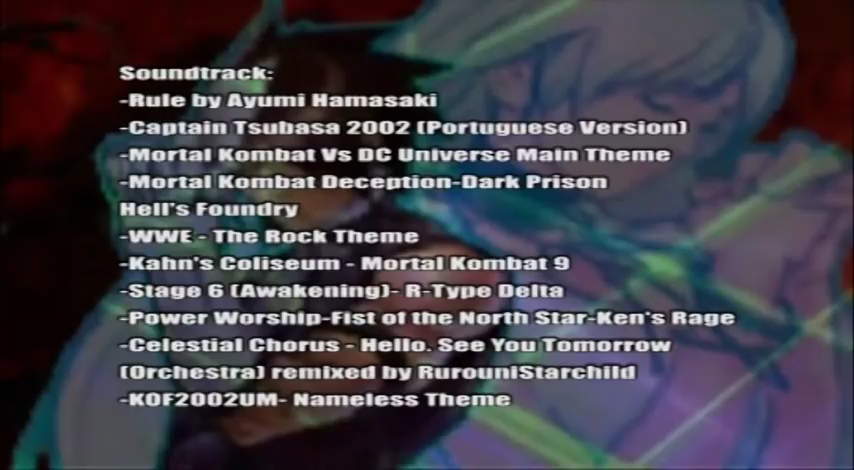 Soundtrack:
-Rule by Ayumi Hamasaki
-Captain Tsubasa 2002 (Portuguese Version)
-Mortal Kombat Vs DC Universe Main Theme
-Mortal Kombat Deception-Dark Prison
Hell's Foundry
-WWE - The Rock Theme
-Kahn's Coliseum - Mortal Kombat 9
-Stage 6 (Awakening)- R-Type Delta
-Power Worship-Fist of the North Star-Ken's Rage
-Celestial Chorus - Hello. See You Tomorrow
(Orchestra) remixed by RurouniStarchild
-KOF2002UM- Nameless Theme